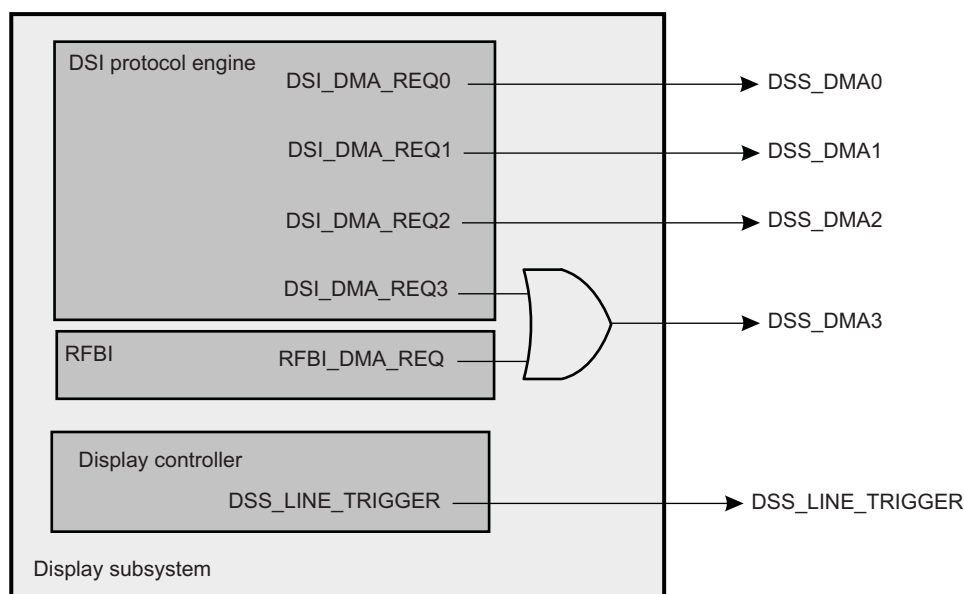 DSI protocol engine
DSI_DMA_REQ0
DSS_DMA0
DSI_DMA_REQ1
DSS_DMA1
DSI_DMA_REQ2
DSS_DMA2
DSI_DMA_REQ3
DSS_DMA3
RFBI
RFBI_DMA_REQ
Display controller
DSS_LINE_TRIGGER
DSS_LINE_TRIGGER
Display subsystem